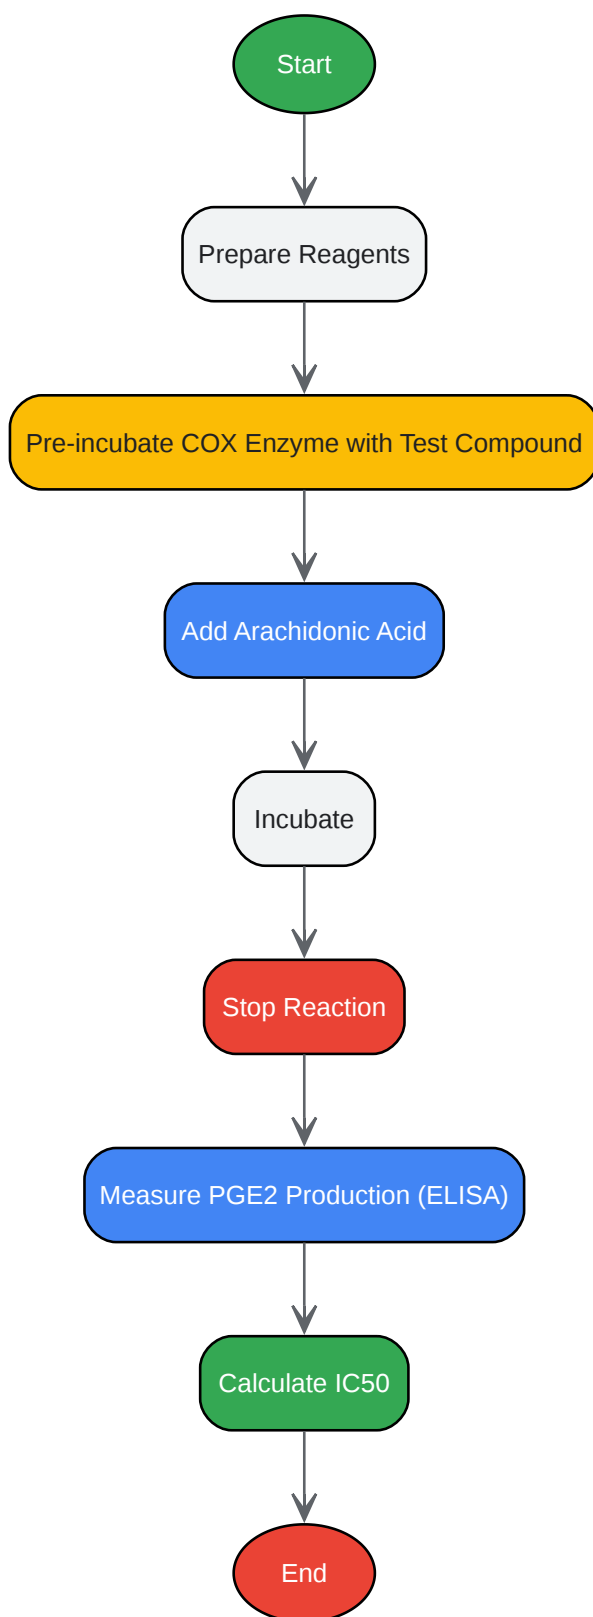 Start
Prepare Reagents
Pre-incubate COX Enzyme with Test Compound
Add Arachidonic Acid
Incubate
Stop Reaction
Measure PGE2 Production (ELISA)
Calculate IC50
End